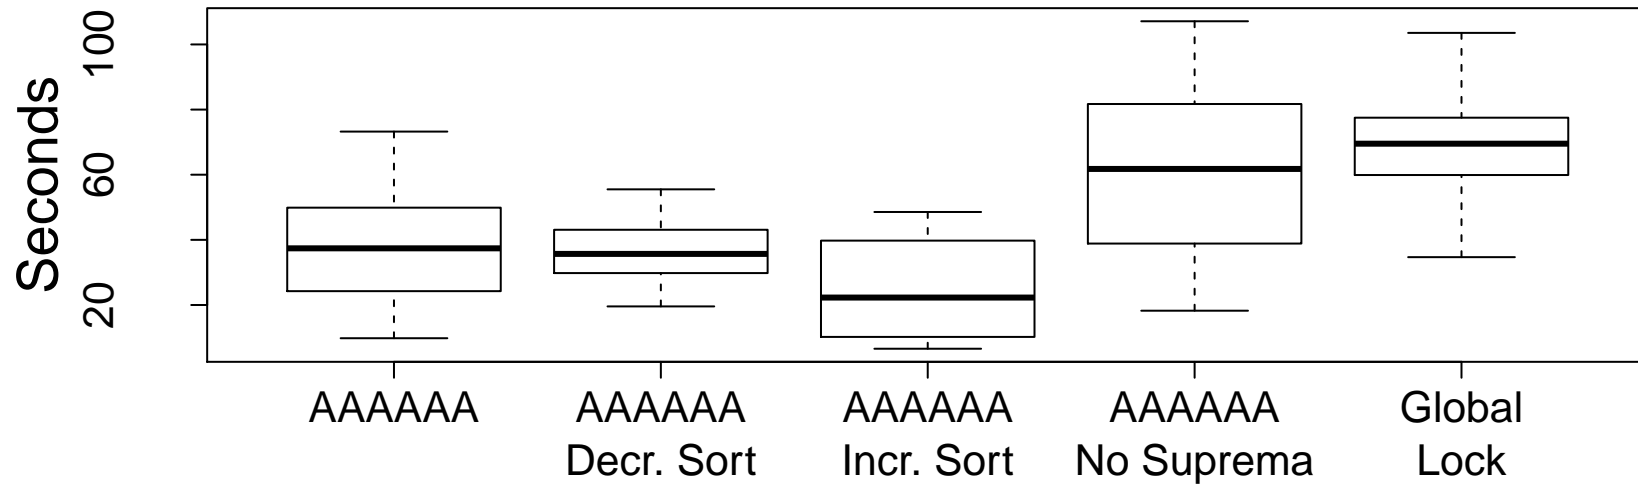 Seconds
100
60
20
AAAAAA AAAAAA AAAAAA AAAAAA Global
Decr. Sort Incr. Sort No Suprema Lock